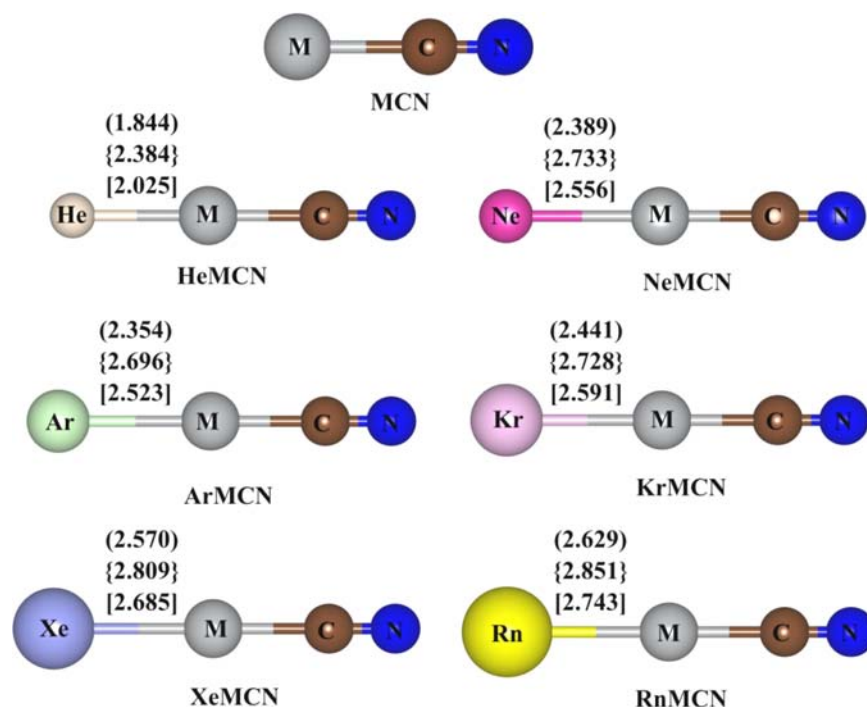 M C N
MCN
(1.844)
{2.384}
[2.025]
He M C N
HeMCN
(2.389)
{2.733}
[2.556]
Ne M C N
NeMCN
(2.354)
{2.696}
[2.523]
Ar M C N
ArMCN
(2.441)
{2.728}
[2.591]
Kr M C N
KrMCN
(2.570)
{2.809}
[2.685]
Xe M C N
XeMCN
(2.629)
{2.851}
[2.743]
Rn M C N
RnMCN